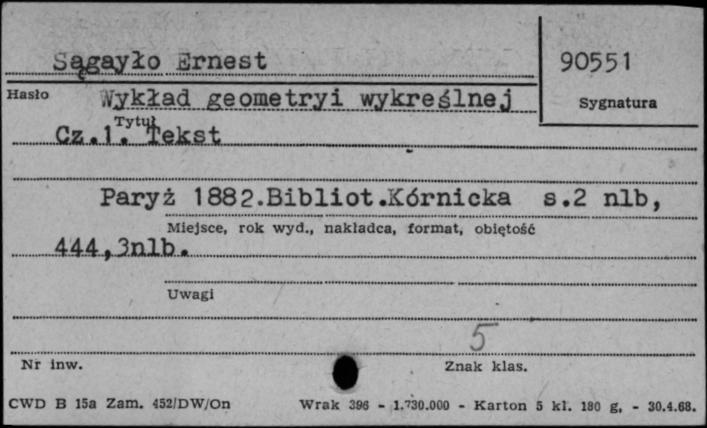 Sągayło Ernest
90551
Hasło
Wykład geometryi wykreślnej
Sygnatura
Tytuł
Cz.1. Tekst
Paryż 1882.Bibliot.Kórnicka s.2 nlb,
Miejsce, rok wyd., nakladca, format, objętość
444,3nlb.
Uwagi
5
Nr inw.
Znak klas.
CWD B 15a Zam. 452/DW/On Wrak 396 - 1.730.000 - Karton 5 kl. 180 g, - 30.4.68.